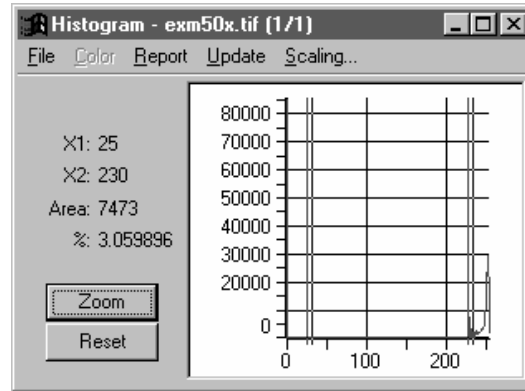 Histogram - exm50x.tif (1/1)
File Color Report Update Scaling...
X1: 25
X2: 230
Area: 7473
%: 3.059896
Zoom
Reset
80000
70000
60000
50000
40000
30000
20000
0
0 100 200